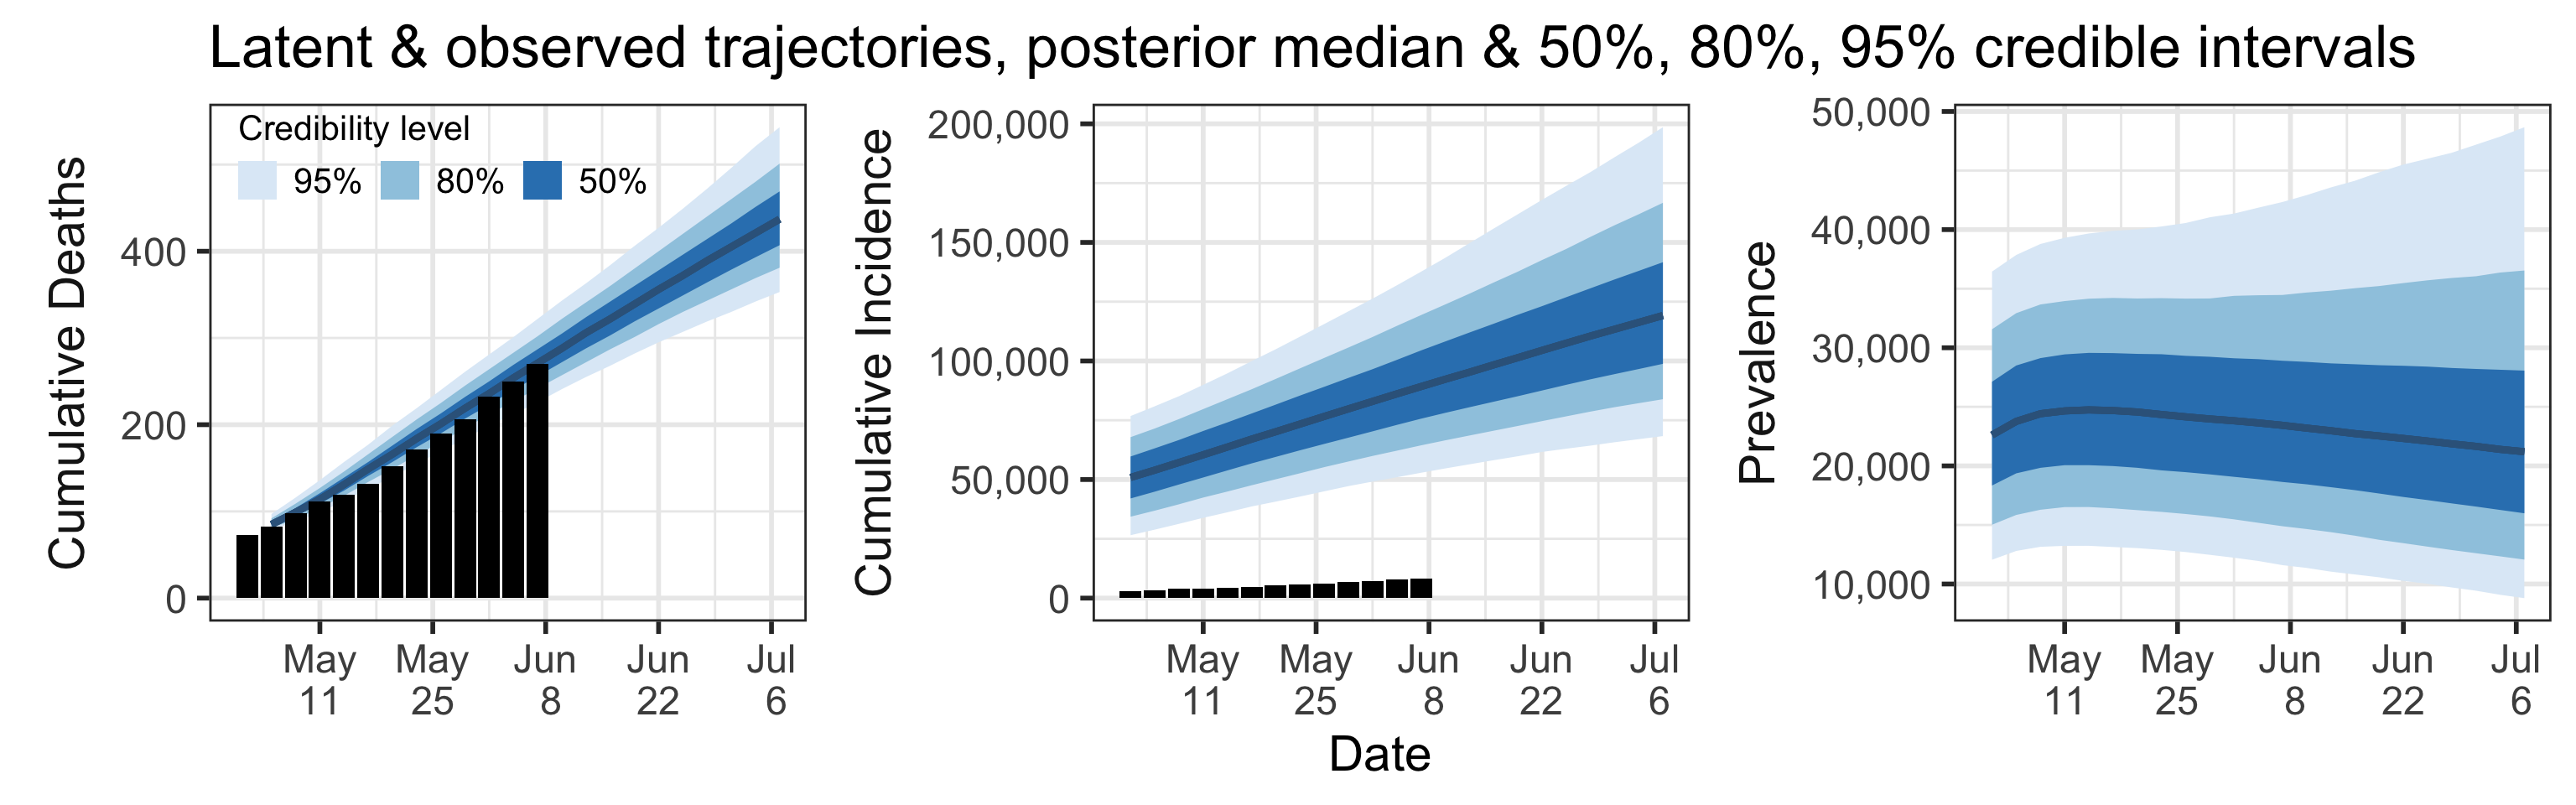 Latent & observed trajectories, posterior median & 50%, 80%, 95% credible intervals
Cumulative Deaths
Credibility level
95% 80% 50%
400
200
0
May 11 May 25 Jun 8 Jun 22 Jul 6
Cumulative Incidence
200,000
150,000
100,000
50,000
0
May 11 May 25 Jun 8 Jun 22 Jul 6
Prevalence
50,000
40,000
30,000
20,000
10,000
May 11 May 25 Jun 8 Jun 22 Jul 6
Date